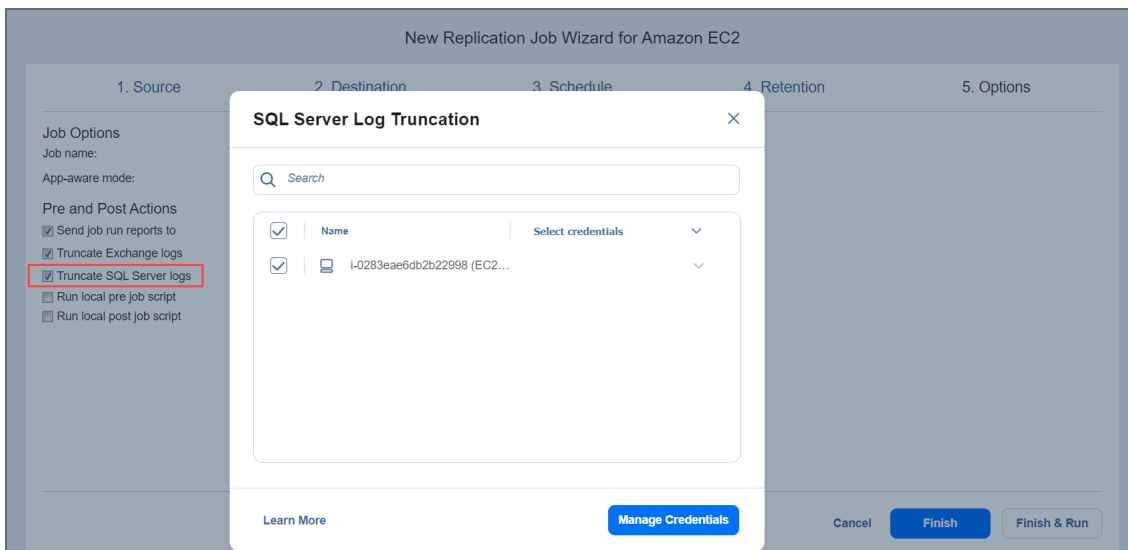 New Replication Job Wizard for Amazon EC2
1. Source
2. Destination
3. Schedule
4. Retention
5. Options
Job Options
Job name:
App-aware mode:
Pre and Post Actions
Send job run reports to
Truncate Exchange logs
Truncate SQL Server logs
Run local pre job script
Run local post job script
SQL Server Log Truncation
Search
Name
Select credentials
i-0283eae6db2b22998 (EC2...
Learn More
Manage Credentials
Cancel
Finish
Finish & Run